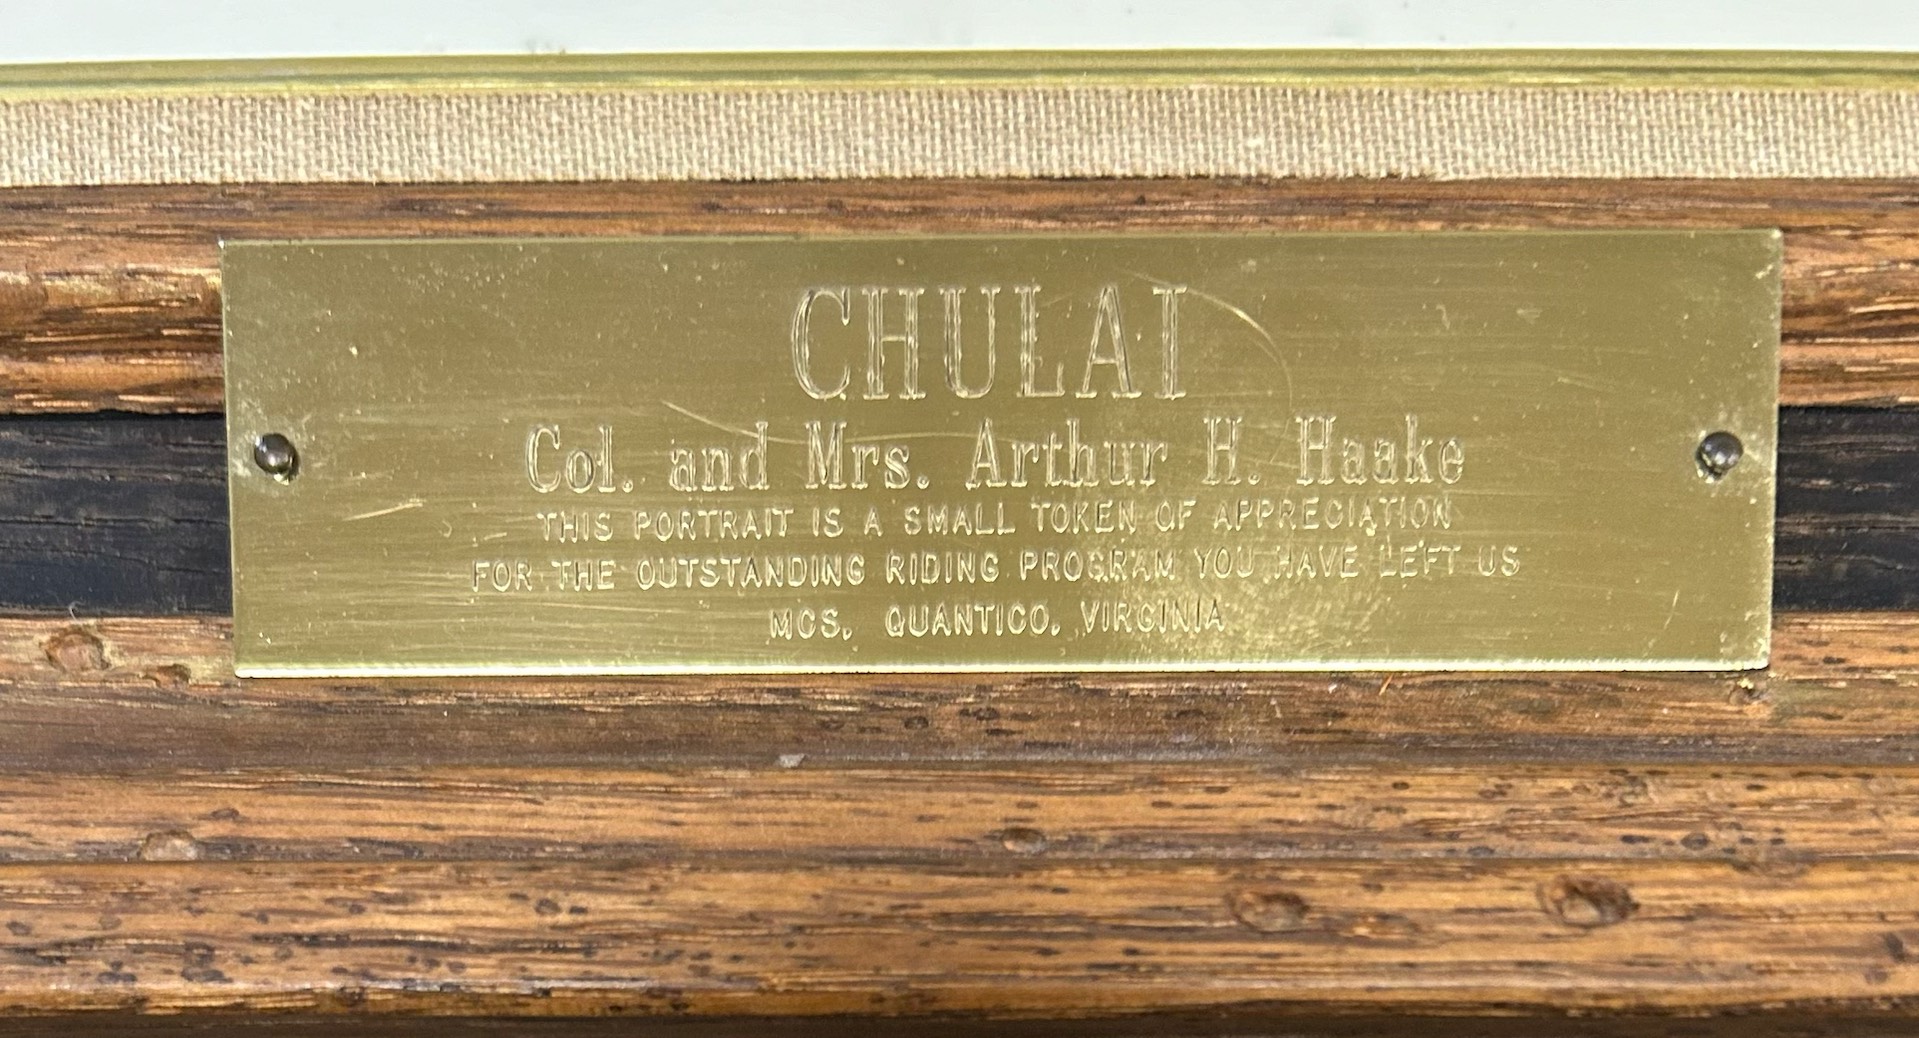 CHULAI
Col. and Mrs. Arthur H. Haake
THIS PORTRAIT IS A SMALL TOKEN OF APPRECIATION
FOR THE OUTSTANDING RIDING PROGRAM YOU HAVE LEFT US
MCS, QUANTICO, VIRGINIA